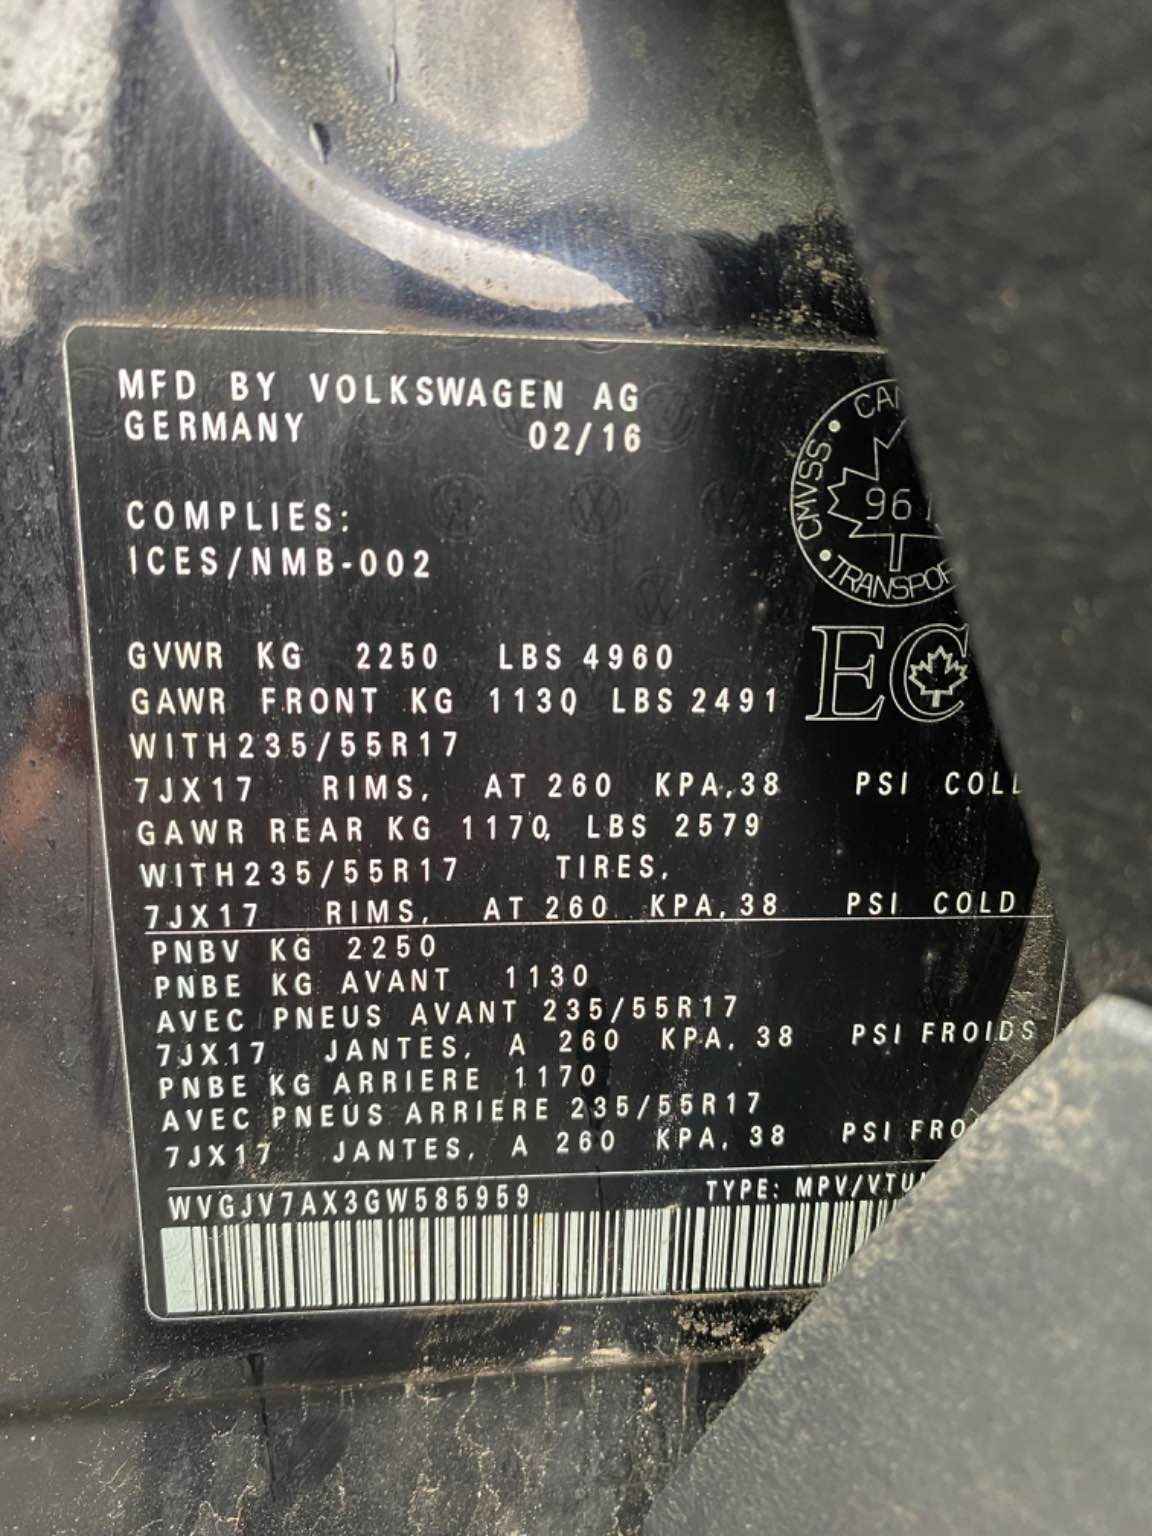 MFD BY VOLKSWAGEN AG
GERMANY 02/16
COMPLIES:
ICES/NMB-002
CMVSS
96
EC
GVWR KG 2250 LBS 4960
GAWR FRONT KG 1130 LBS 2491
WITH235/55R17
7JX17 RIMS, AT 260 KPA,38 PSI COLD
GAWR REAR KG 1170, LBS 2579
WITH235/55R17 TIRES,
7JX17 RIMS, AT 260 KPA,38 PSI COLD
PNBV KG 2250
PNBE KG AVANT 1130
AVEC PNEUS AVANT 235/55R17
7JX17 JANTES, A 260 KPA, 38 PSI FROIDS
PNBE KG ARRIERE 1170
AVEC PNEUS ARRIERE 235/55R17
7JX17 JANTES, A 260 KPA, 38 PSI FRO
WVGJV7AX3GW585959 TYPE: MPV/VTU